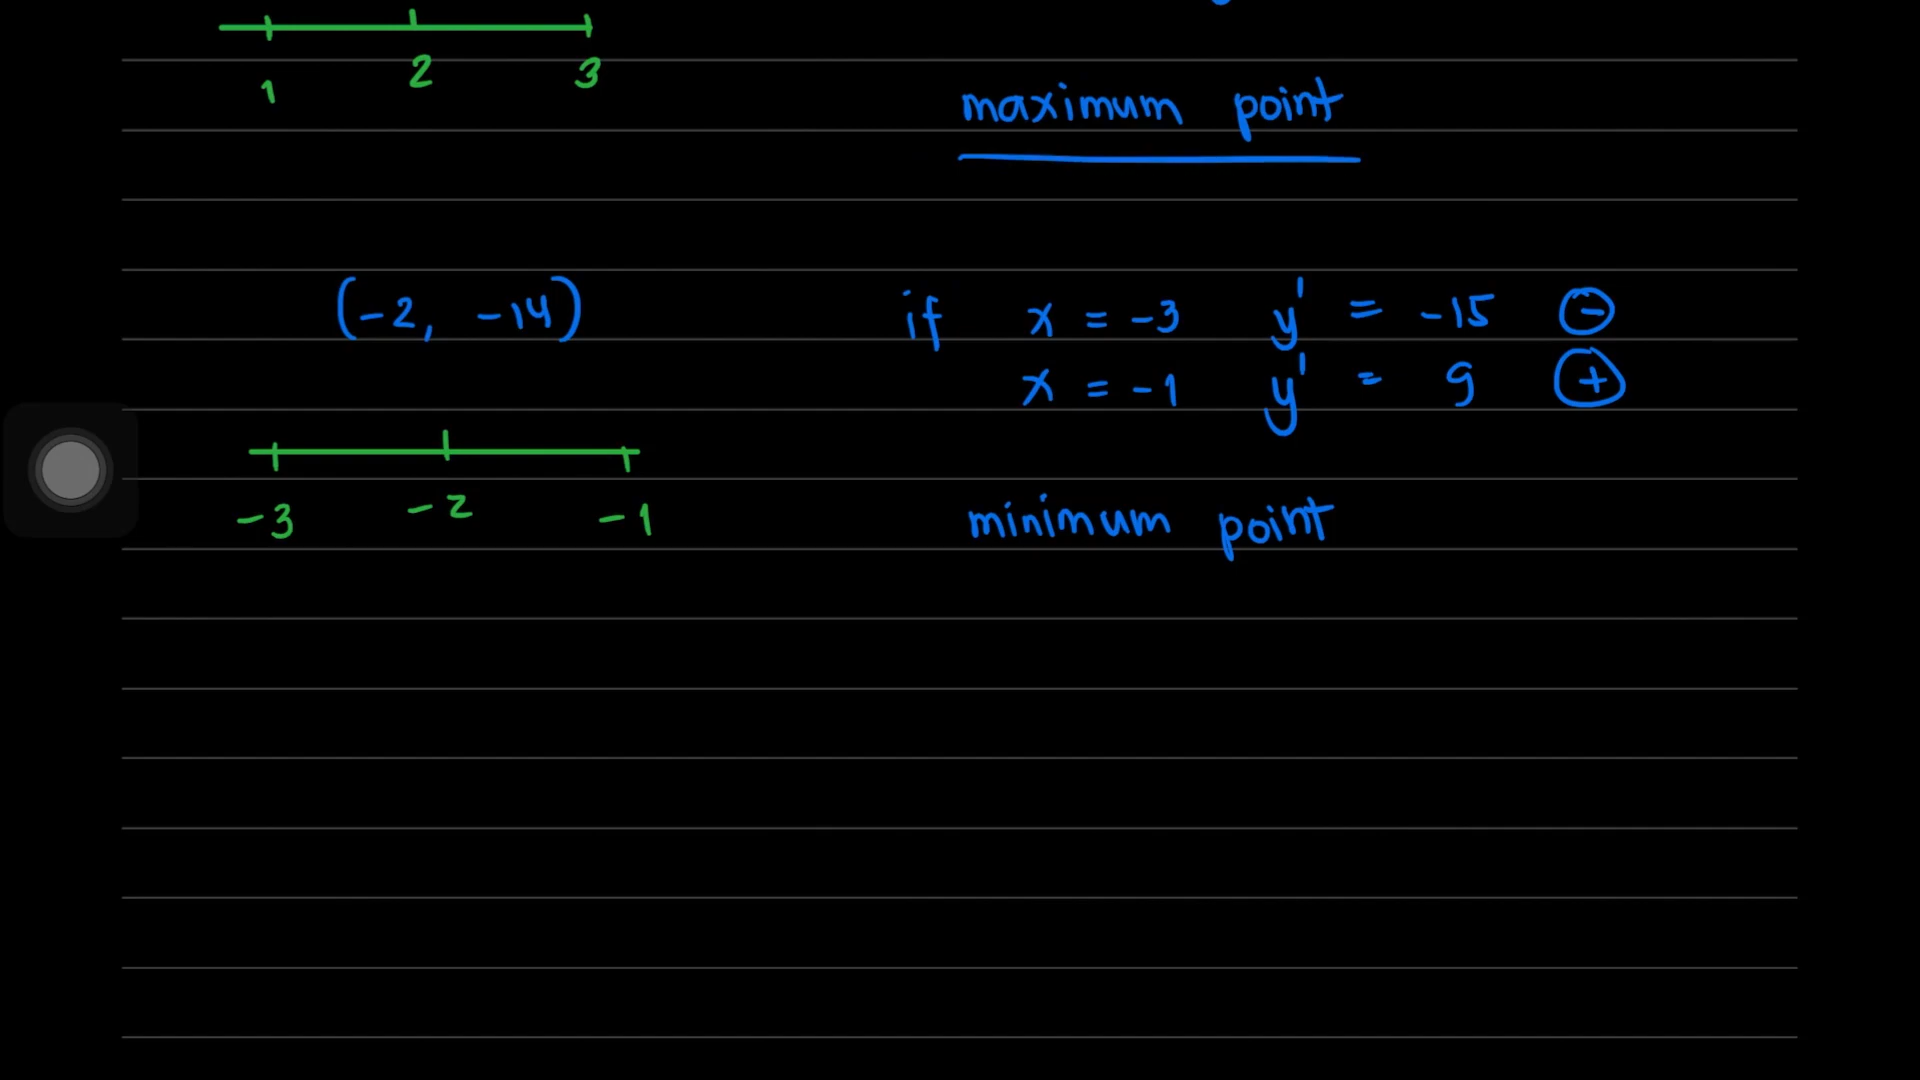 1 2 3
maximum point
(-2, -14) if x = -3 y' = -15 ⊖
x = -1 y' = 9 ⊕
-3 -2 -1
minimum point